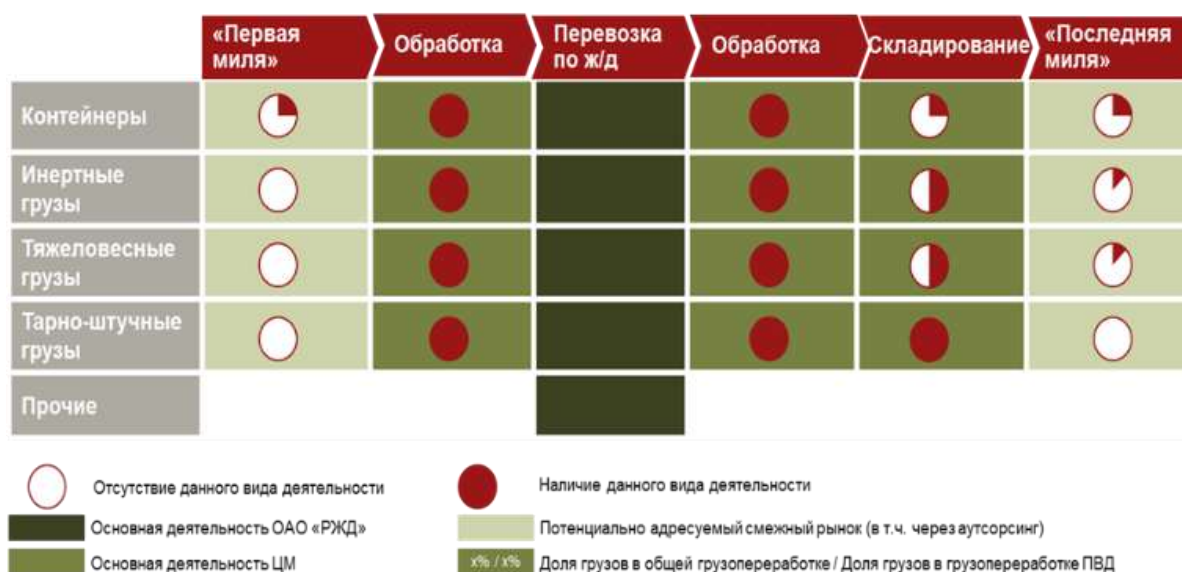 «Первая
миля»
Обработка
Перевозка
по ж/д
Обработка
Складирование
«Последняя
миля»
Контейнеры
Инертные
грузы
Тяжеловесные
грузы
Тарно-штучные
грузы
Прочие
Отсутствие данного вида деятельности
Наличие данного вида деятельности
Основная деятельность ОАО «РЖД»
Потенциально адресуемый смежный рынок (в т.ч. через аутсорсинг)
Основная деятельность ЦМ
x% / x%
Доля грузов в общей грузопереработке / Доля грузов в грузопереработке ПВД